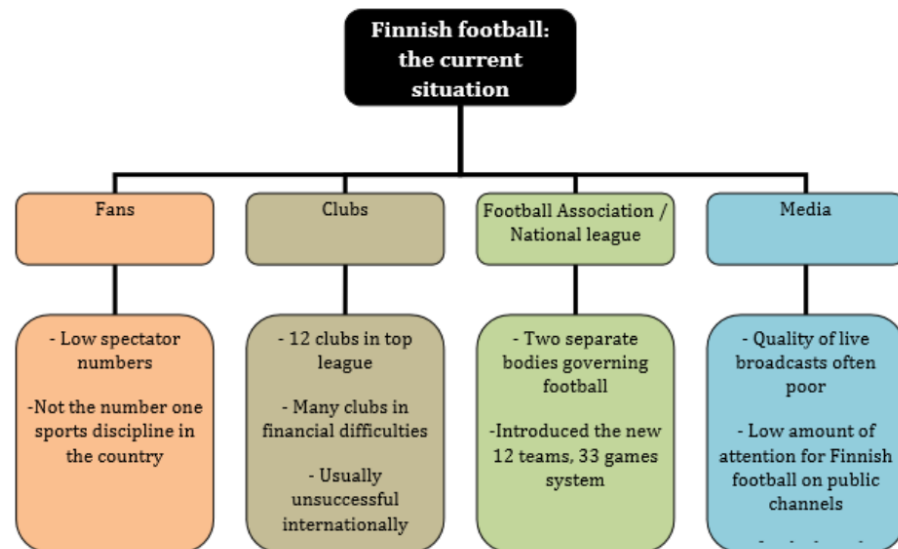 Finnish football:
the current
situation
Fans
Clubs
Football Association /
National league
Media
- Low spectator
numbers
-Not the number one
sports discipline in
the country
- 12 clubs in top
league
- Many clubs in
financial difficulties
- Usually
unsuccessful
internationally
- Two separate
bodies governing
football
-Introduced the new
12 teams, 33 games
system
- Quality of live
broadcasts often
poor
- Low amount of
attention for Finnish
football on public
channels